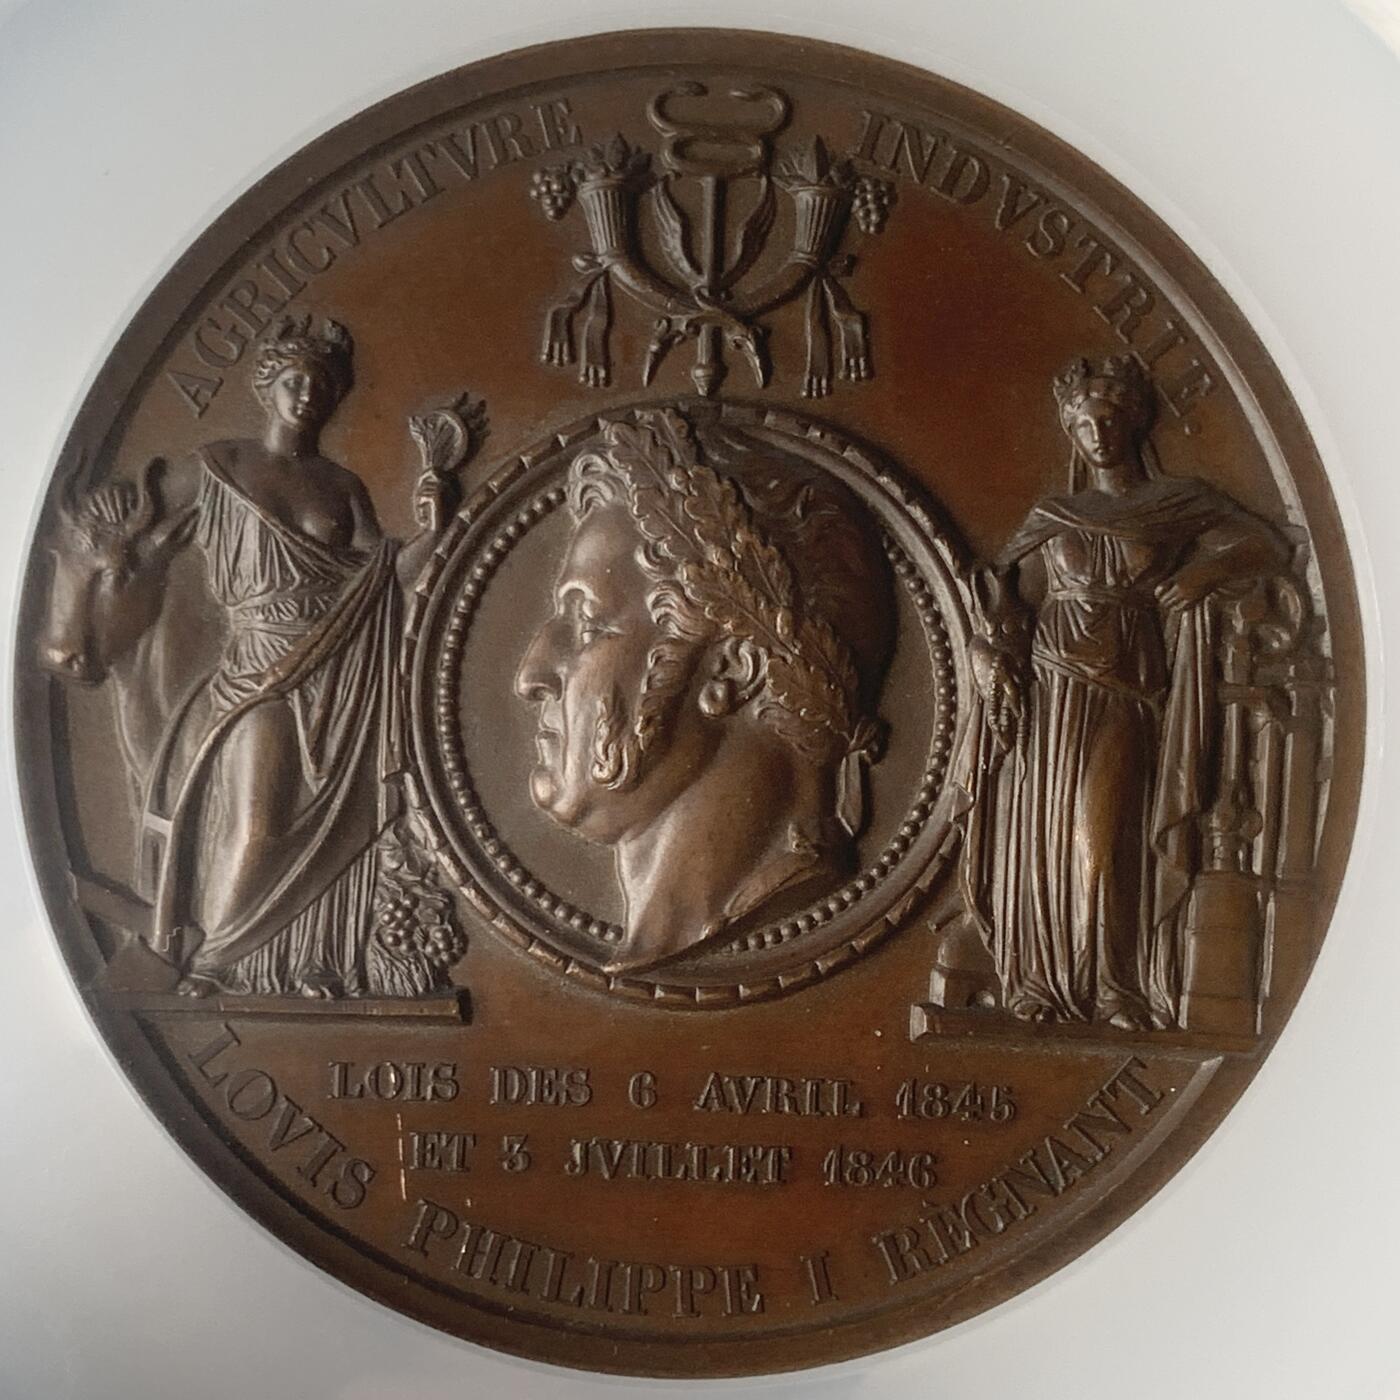 AGRICVLTVRE INDVSTRIE.
LOIS DES 6 AVRIL 1845
ET 3 JVILLET 1846
LOVIS PHILIPPE I RÈGNANT.